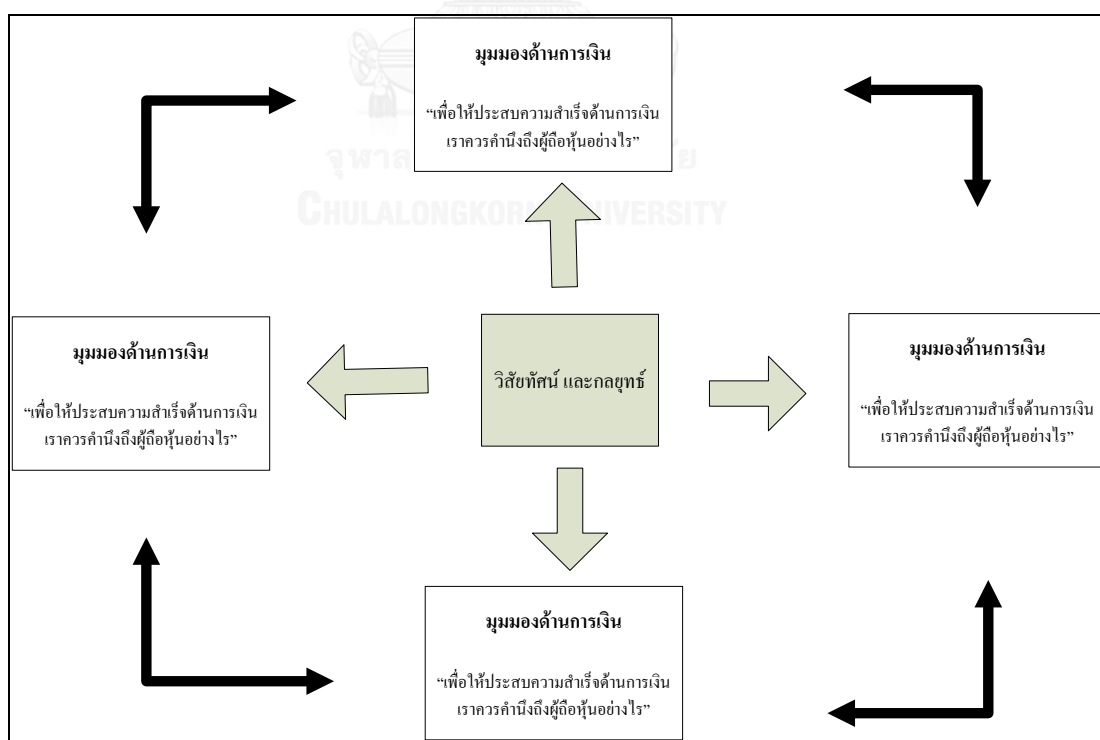 มุมมองด้านการเงิน
“เพื่อให้ประสบความสำเร็จด้านการเงิน
เราควรคำนึงถึงผู้ถือหุ้นอย่างไร”
CHULALONGKORN UNIVERSITY
มุมมองด้านการเงิน
“เพื่อให้ประสบความสำเร็จด้านการเงิน
เราควรคำนึงถึงผู้ถือหุ้นอย่างไร”
วิสัยทัศน์ และกลยุทธ์
มุมมองด้านการเงิน
“เพื่อให้ประสบความสำเร็จด้านการเงิน
เราควรคำนึงถึงผู้ถือหุ้นอย่างไร”
มุมมองด้านการเงิน
“เพื่อให้ประสบความสำเร็จด้านการเงิน
เราควรคำนึงถึงผู้ถือหุ้นอย่างไร”